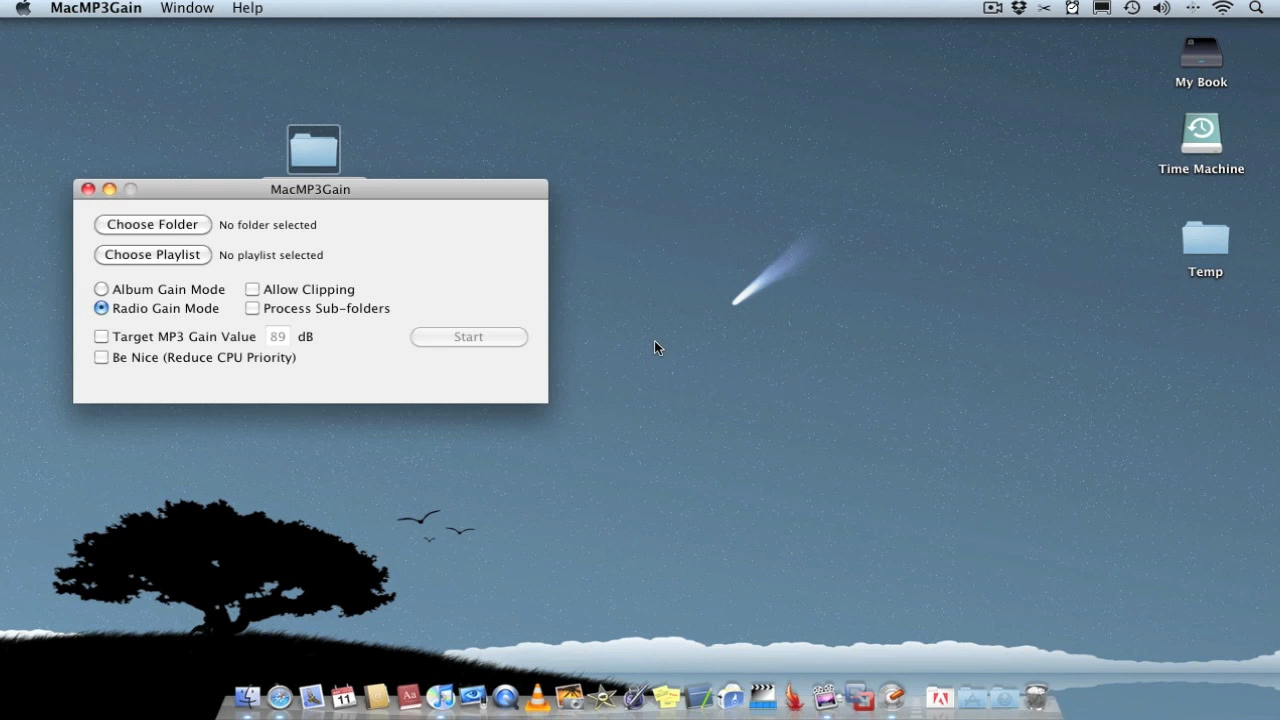 MacMP3Gain Window Help
My Book
Time Machine
Temp
MacMP3Gain
Choose Folder No folder selected
Choose Playlist No playlist selected
Album Gain Mode Allow Clipping
Radio Gain Mode Process Sub-folders
Target MP3 Gain Value 89 dB Start
Be Nice (Reduce CPU Priority)
11
Aa